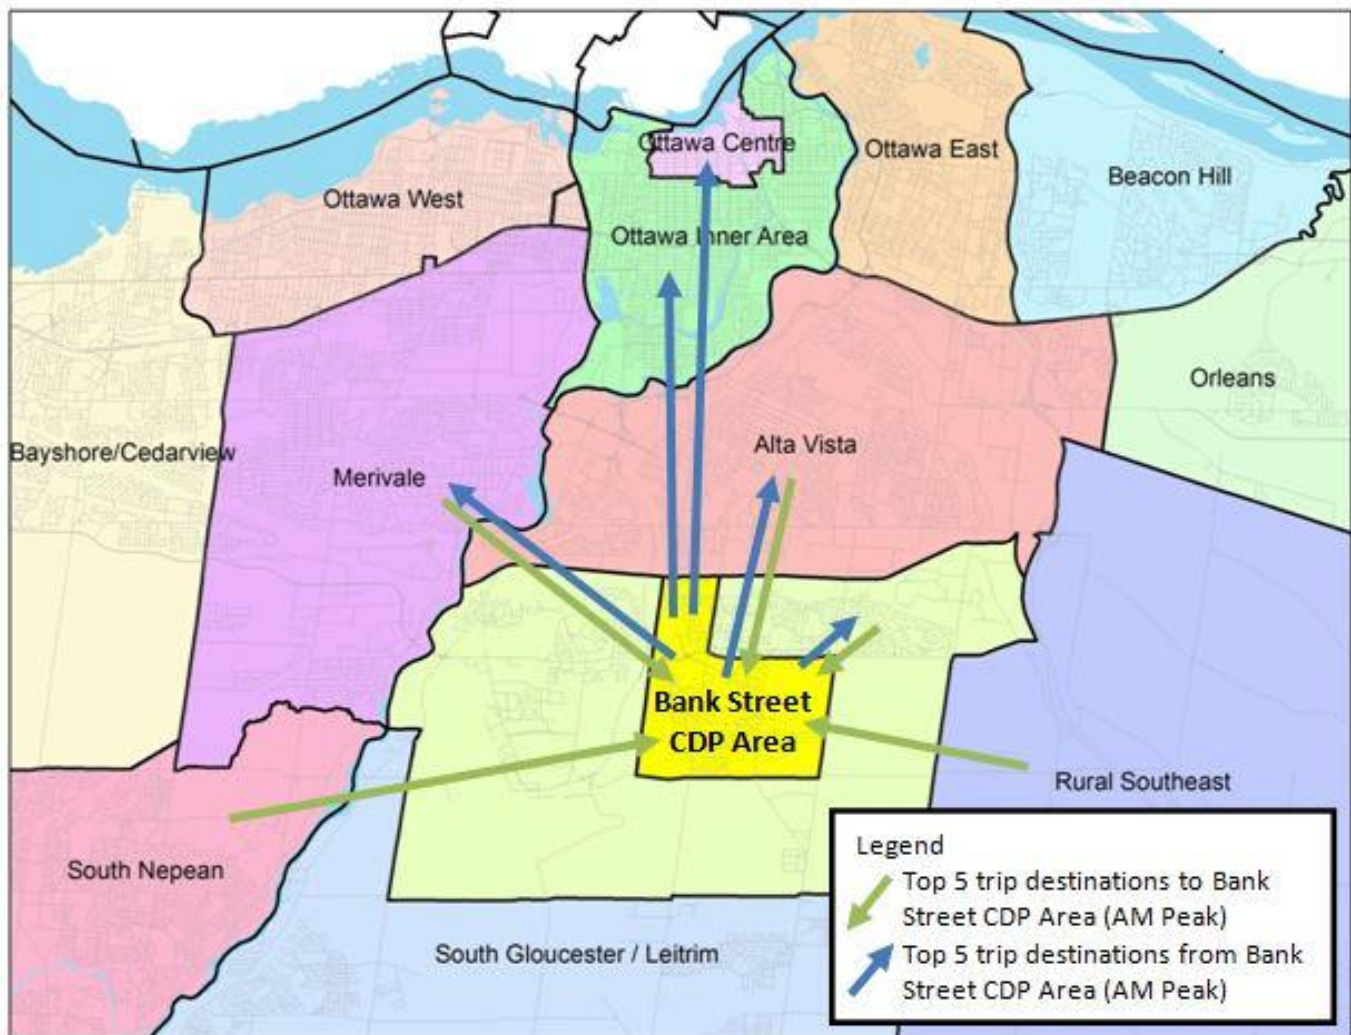 Ottawa Centre
Ottawa East
Beacon Hill
Ottawa West
Ottawa Inner Area
Orleans
Alta Vista
Bayshore/Cedarview
Merivale
Bank Street
CDP Area
Rural Southeast
South Nepean
South Gloucester / Leitrim
Legend
Top 5 trip destinations to Bank
Street CDP Area (AM Peak)
Top 5 trip destinations from Bank
Street CDP Area (AM Peak)